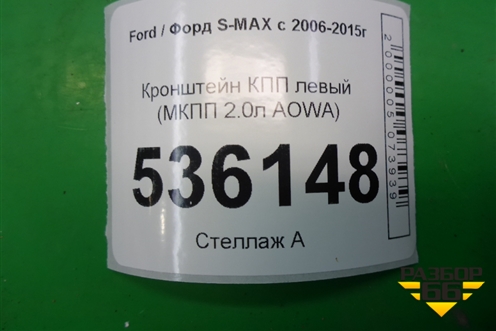 Ford / Форд S-MAX с 2006-2015г
Кронштейн КПП левый
(МКПП 2.0л AOWA)
536148
Стеллаж А
2000005073939
РАЗБОР
66